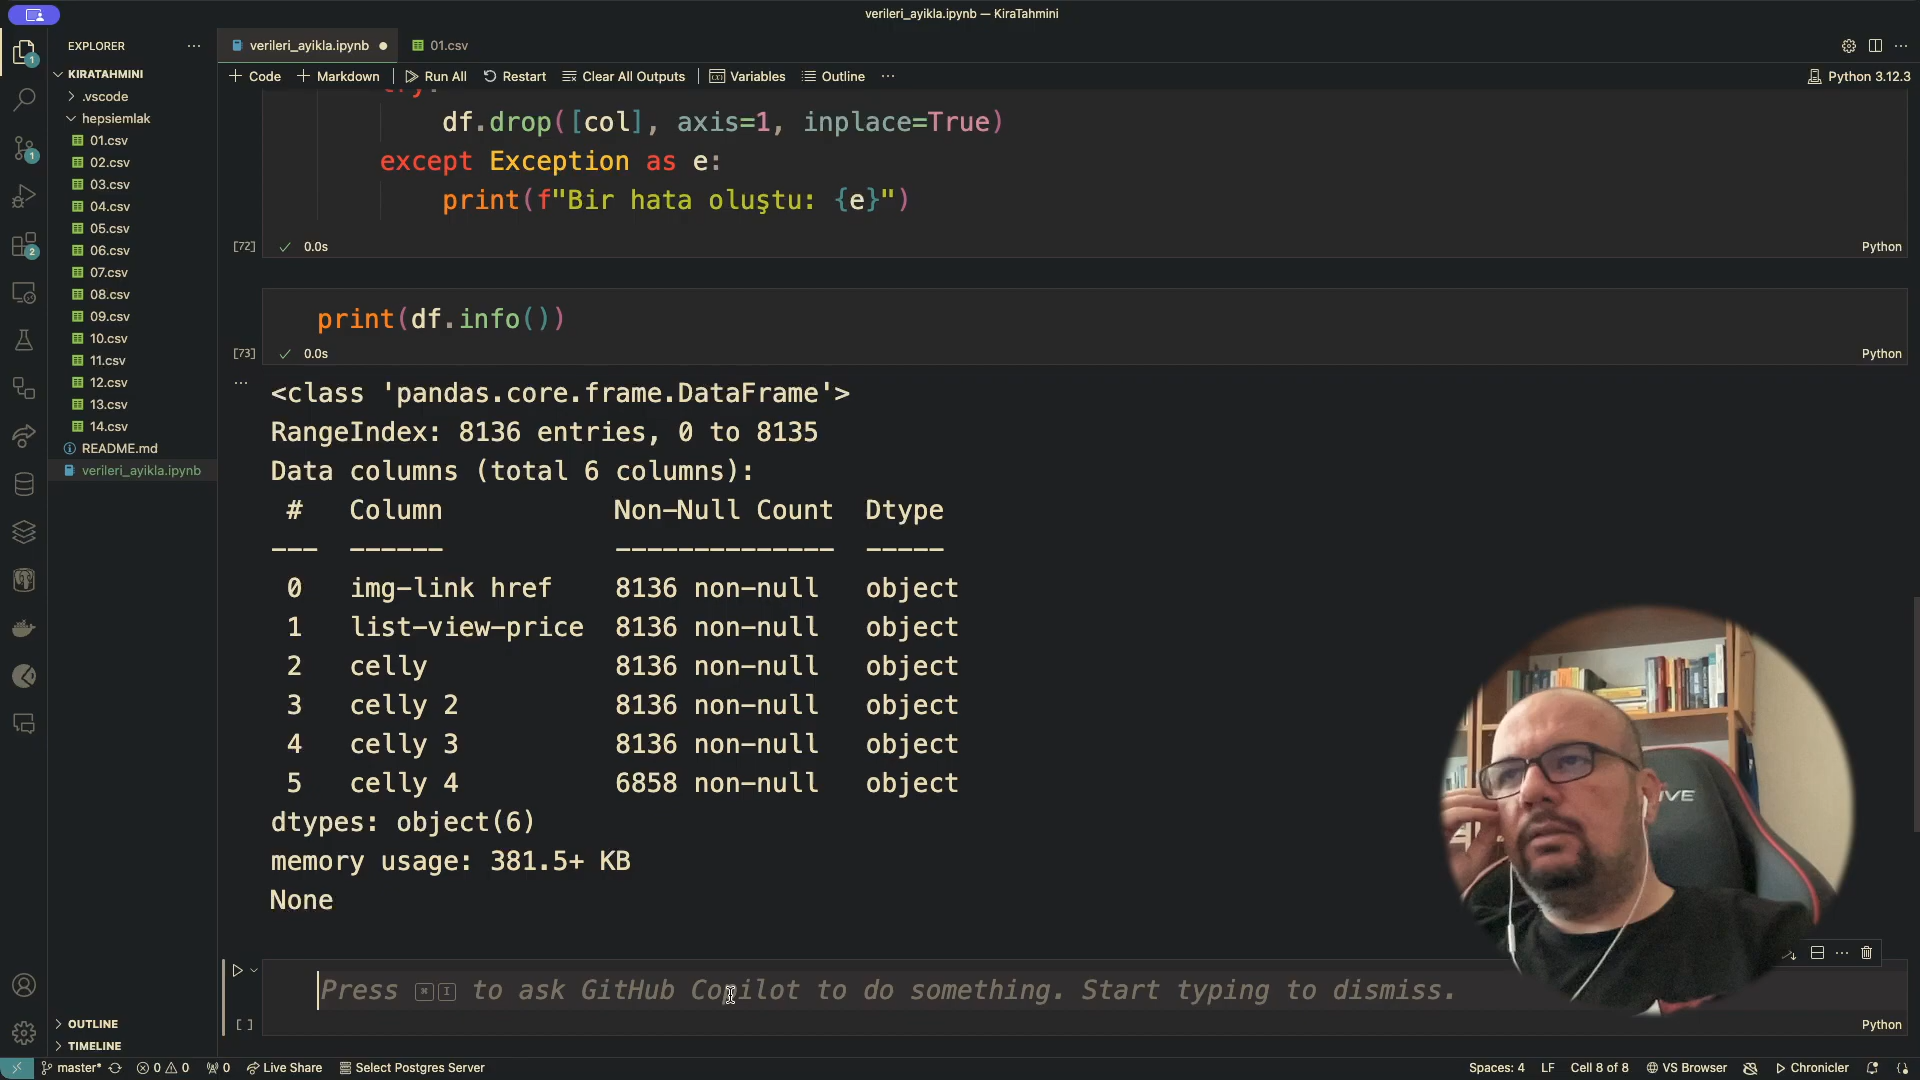 verileri_ayikla.ipynb — KiraTahmini
EXPLORER
KIRATAHMINI
.vscode
hepsiemlak
01.csv
02.csv
03.csv
04.csv
05.csv
06.csv
07.csv
08.csv
09.csv
10.csv
11.csv
12.csv
13.csv
14.csv
README.md
verileri_ayikla.ipynb
OUTLINE
TIMELINE
1
1
2
verileri_ayikla.ipynb
01.csv
Code Markdown Run All Restart Clear All Outputs Variables Outline
Python 3.12.3
try:
df.drop([col], axis=1, inplace=True)
except Exception as e:
print(f"Bir hata oluştu: {e}")
[72] 0.0s Python
print(df.info())
[73] 0.0s Python
<class 'pandas.core.frame.DataFrame'>
RangeIndex: 8136 entries, 0 to 8135
Data columns (total 6 columns):
# Column Non-Null Count Dtype
--- ------ -------------- -----
0 img-link href 8136 non-null object
1 list-view-price 8136 non-null object
2 celly 8136 non-null object
3 celly 2 8136 non-null object
4 celly 3 8136 non-null object
5 celly 4 6858 non-null object
dtypes: object(6)
memory usage: 381.5+ KB
None
Press ⌘ I to ask GitHub Copilot to do something. Start typing to dismiss.
[ ] Python
master* 0 0 0 Live Share Select Postgres Server
Spaces: 4 LF Cell 8 of 8 VS Browser Chronicler